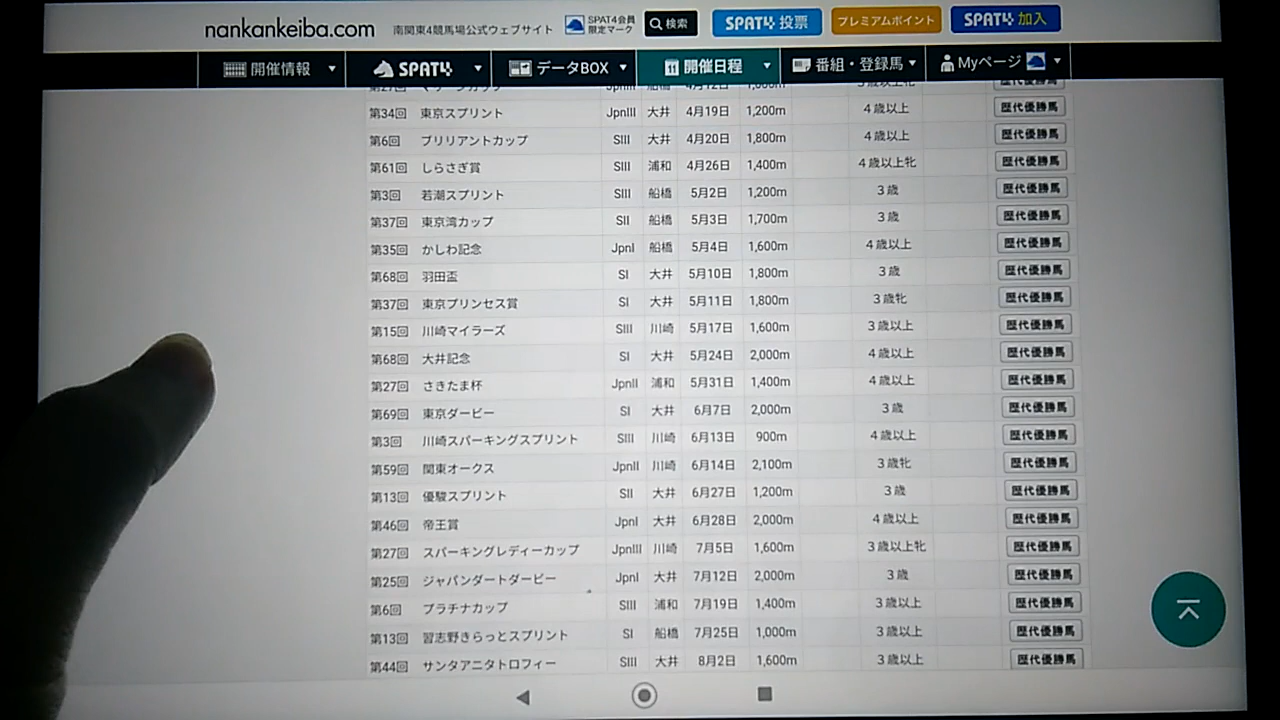 nankankeiba.com 南関東4競馬場公式ウェブサイト SPAT4会員 限定マーク 検索 SPAT4 投票 プレミアムポイント SPAT4 加入
開催情報 SPAT4 データBOX 開催日程 番組・登録馬 Myページ
第27回 マリーンカップ JpnIII 船橋 4月12日
第34回 東京スプリント JpnIII 大井 4月19日 1,200m 4歳以上 歴代優勝馬
第6回 ブリリアントカップ SIII 大井 4月20日 1,800m 4歳以上 歴代優勝馬
第61回 しらさぎ賞 SIII 浦和 4月26日 1,400m 4歳以上牝 歴代優勝馬
第3回 若潮スプリント SIII 船橋 5月2日 1,200m 3歳 歴代優勝馬
第37回 東京湾カップ SII 船橋 5月3日 1,700m 3歳 歴代優勝馬
第35回 かしわ記念 JpnI 船橋 5月4日 1,600m 4歳以上 歴代優勝馬
第68回 羽田盃 SI 大井 5月10日 1,800m 3歳 歴代優勝馬
第37回 東京プリンセス賞 SI 大井 5月11日 1,800m 3歳牝 歴代優勝馬
第15回 川崎マイラーズ SIII 川崎 5月17日 1,600m 3歳以上 歴代優勝馬
第68回 大井記念 SI 大井 5月24日 2,000m 4歳以上 歴代優勝馬
第27回 さきたま杯 JpnII 浦和 5月31日 1,400m 4歳以上 歴代優勝馬
第69回 東京ダービー SI 大井 6月7日 2,000m 3歳 歴代優勝馬
第3回 川崎スパーキングスプリント SIII 川崎 6月13日 900m 4歳以上 歴代優勝馬
第59回 関東オークス JpnII 川崎 6月14日 2,100m 3歳牝 歴代優勝馬
第13回 優駿スプリント SII 大井 6月27日 1,200m 3歳 歴代優勝馬
第46回 帝王賞 JpnI 大井 6月28日 2,000m 4歳以上 歴代優勝馬
第27回 スパーキングレディーカップ JpnIII 川崎 7月5日 1,600m 3歳以上牝 歴代優勝馬
第25回 ジャパンダートダービー JpnI 大井 7月12日 2,000m 3歳 歴代優勝馬
第6回 プラチナカップ SIII 浦和 7月19日 1,400m 3歳以上 歴代優勝馬
第13回 習志野きらっとスプリント SI 船橋 7月25日 1,000m 3歳以上 歴代優勝馬
第44回 サンタアニタトロフィー SIII 大井 8月2日 1,600m 3歳以上 歴代優勝馬